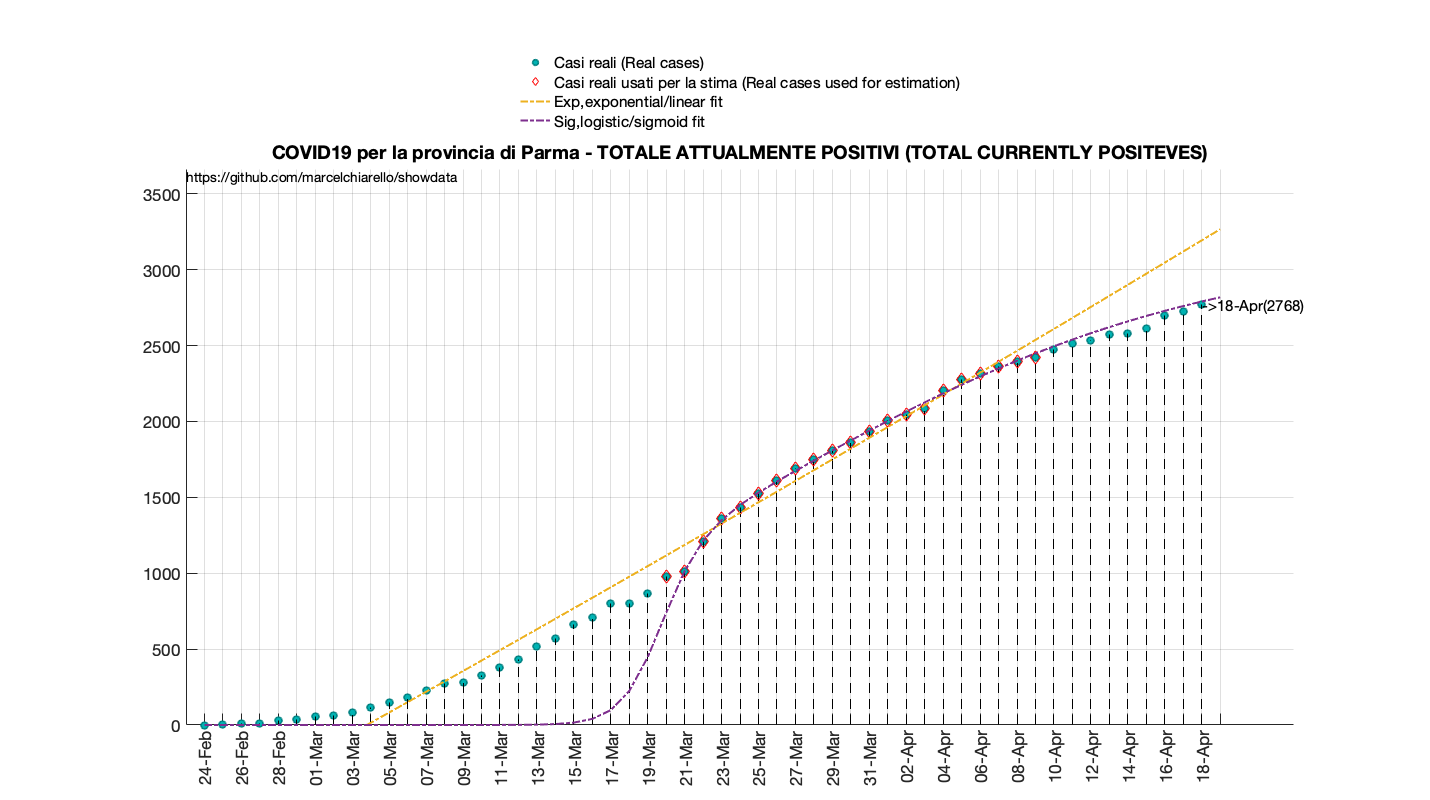 Casi reali (Real cases)
Casi reali usati per la stima (Real cases used for estimation)
Exp,exponential/linear fit
Sig,logistic/sigmoid fit
COVID19 per la provincia di Parma - TOTALE ATTUALMENTE POSITIVI (TOTAL CURRENTLY POSITEVES)
https://github.com/marcelchiarello/showdata
3500
3000
2500
2000
1500
1000
500
0
->18-Apr(2768)
24-Feb
26-Feb
28-Feb
01-Mar
03-Mar
05-Mar
07-Mar
09-Mar
11-Mar
13-Mar
15-Mar
17-Mar
19-Mar
21-Mar
23-Mar
25-Mar
27-Mar
29-Mar
31-Mar
02-Apr
04-Apr
06-Apr
08-Apr
10-Apr
12-Apr
14-Apr
16-Apr
18-Apr